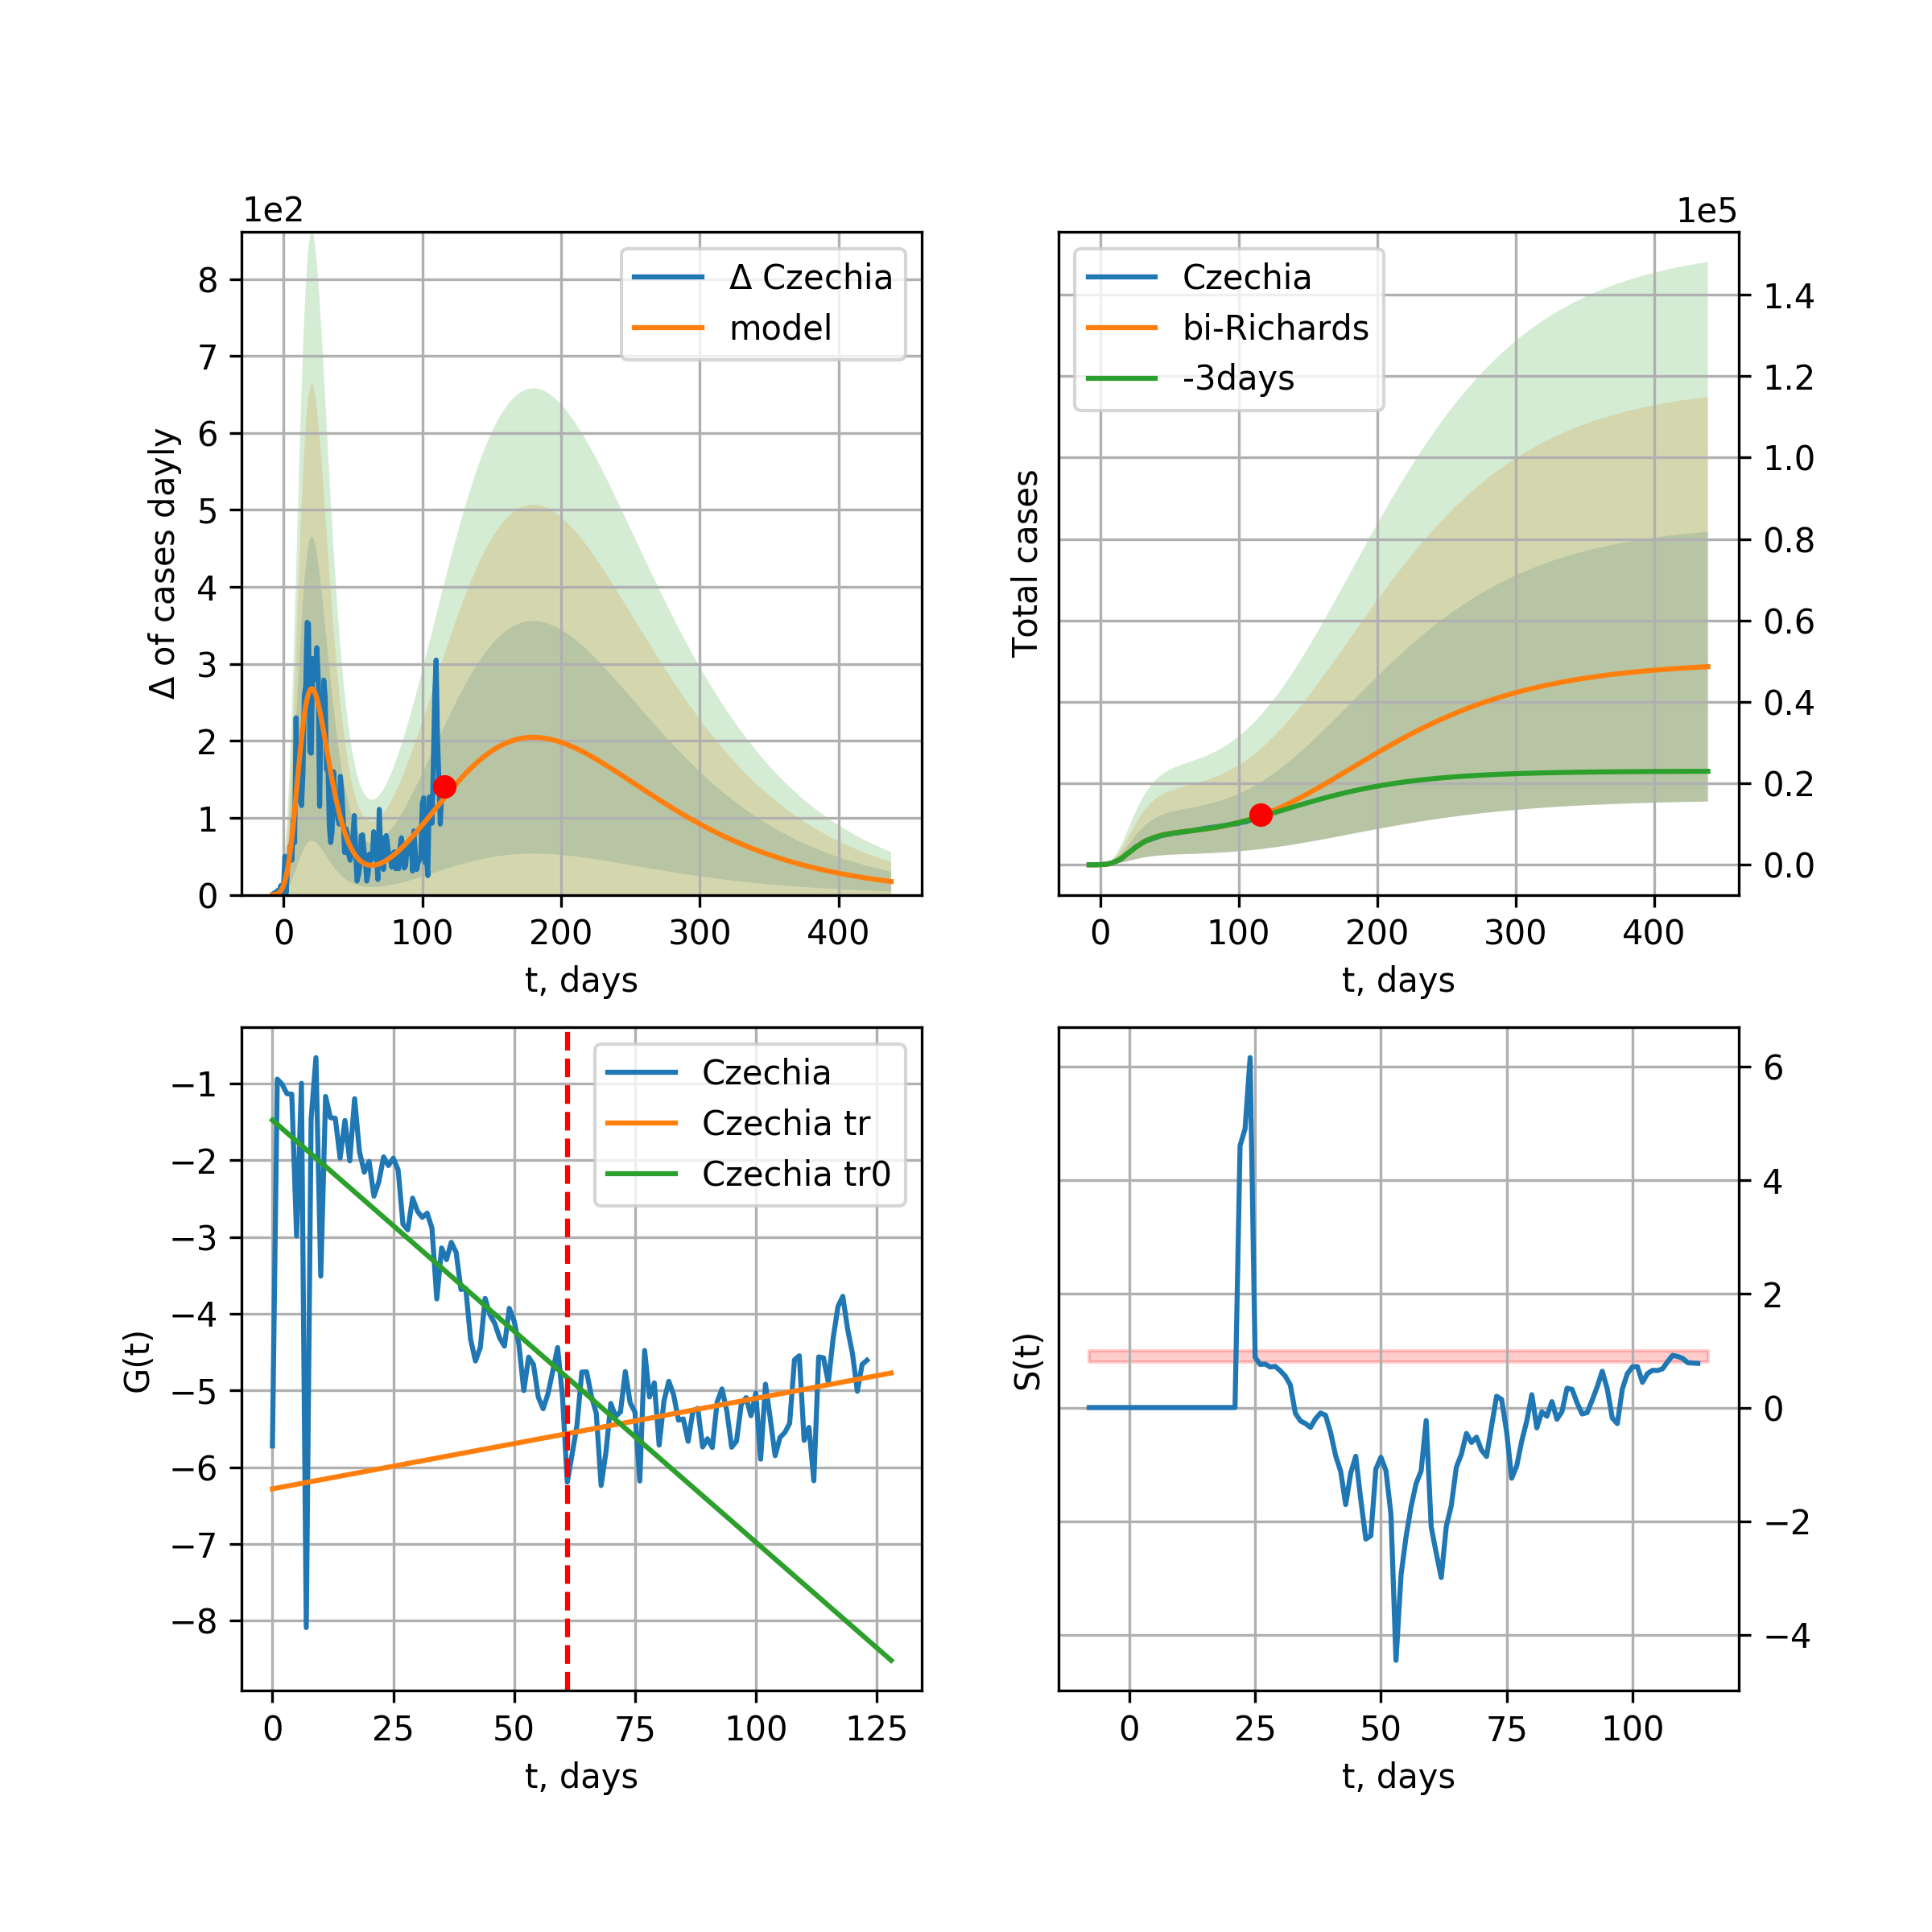 1e2
Δ Czechia
model
8
7
6
5
4
3
2
1
0
Δ of cases dayly
0 100 200 300 400
t, days
1e5
Czechia
bi-Richards
-3days
Total cases
1.4
1.2
1.0
0.8
0.6
0.4
0.2
0.0
0 100 200 300 400
t, days
Czechia
Czechia tr
Czechia tr0
−1
−2
−3
−4
−5
−6
−7
−8
G(t)
0 25 50 75 100 125
t, days
S(t)
6
4
2
0
−2
−4
0 25 50 75 100
t, days